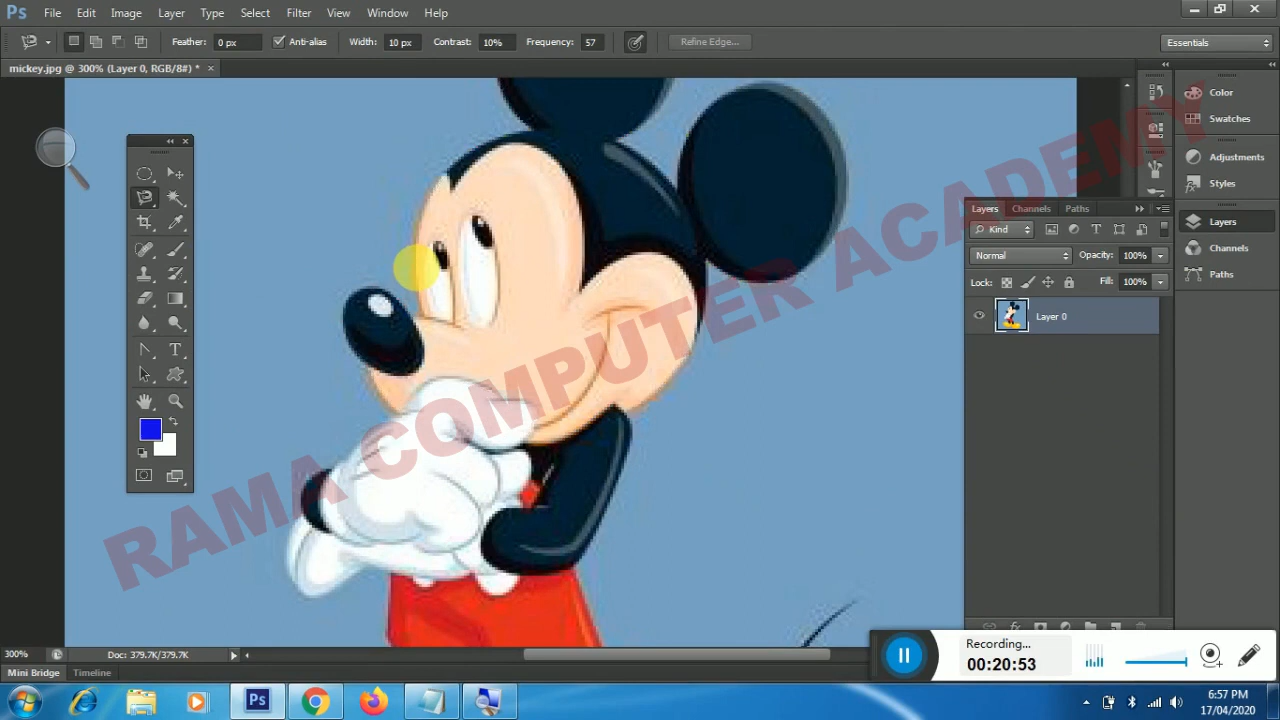 Ps File Edit Image Layer Type Select Filter View Window Help
Feather: 0 px Anti-alias Width: 10 px Contrast: 10% Frequency: 57 Refine Edge... Essentials
mickey.jpg @ 300% (Layer 0, RGB/8#) * ×
Color
Swatches
Adjustments
Styles
Layers
Channels
Paths
Layers Channels Paths
Kind
Normal Opacity: 100%
Lock: Fill: 100%
Layer 0
RAMA COMPUTER ACADEMY
300% Doc: 379.7K/379.7K
Mini Bridge Timeline
Recording...
00:20:53
Ps
6:57 PM
17/04/2020